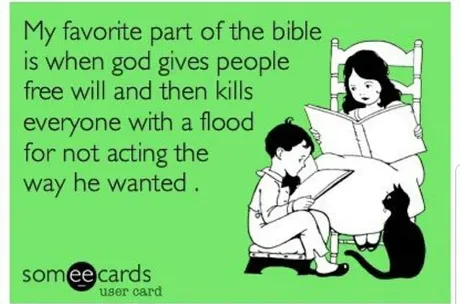 My favorite part of the bible
is when god gives people
free will and then kills
everyone with a flood
for not acting the
way he wanted .
someecards
user card